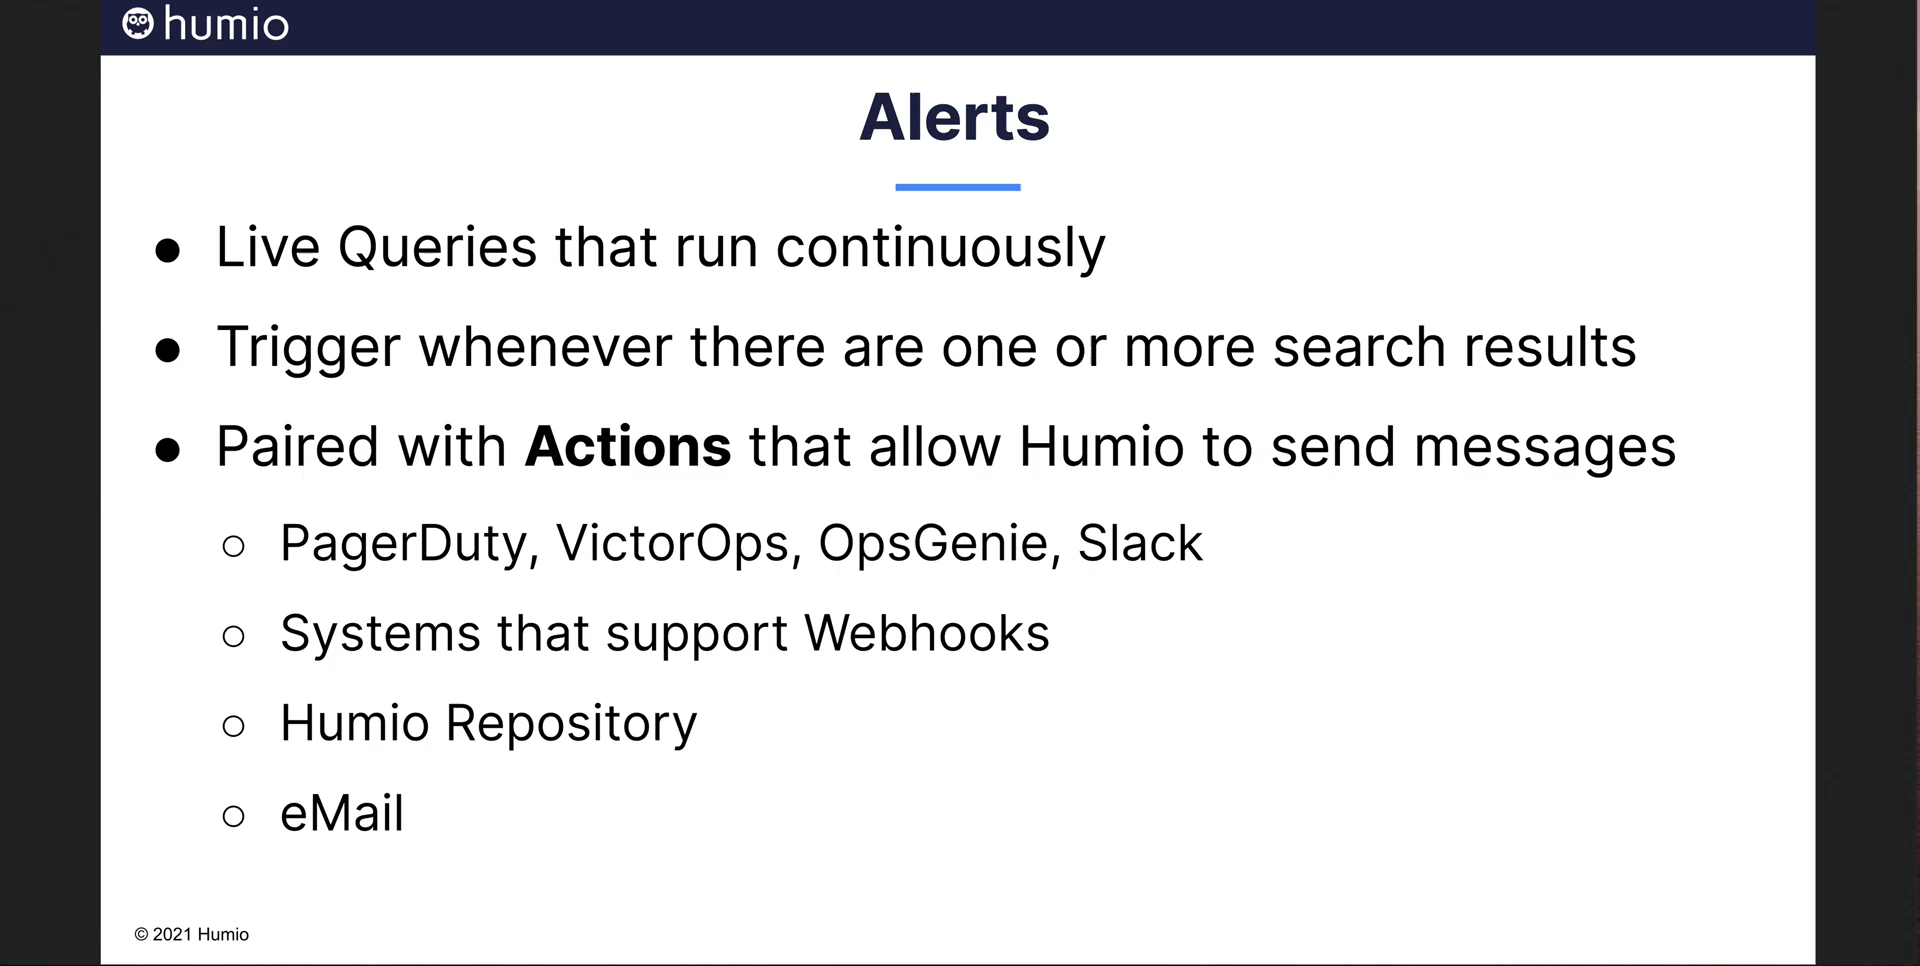 humio
Alerts
● Live Queries that run continuously
● Trigger whenever there are one or more search results
● Paired with Actions that allow Humio to send messages
○ PagerDuty, VictorOps, OpsGenie, Slack
○ Systems that support Webhooks
○ Humio Repository
○ eMail
© 2021 Humio